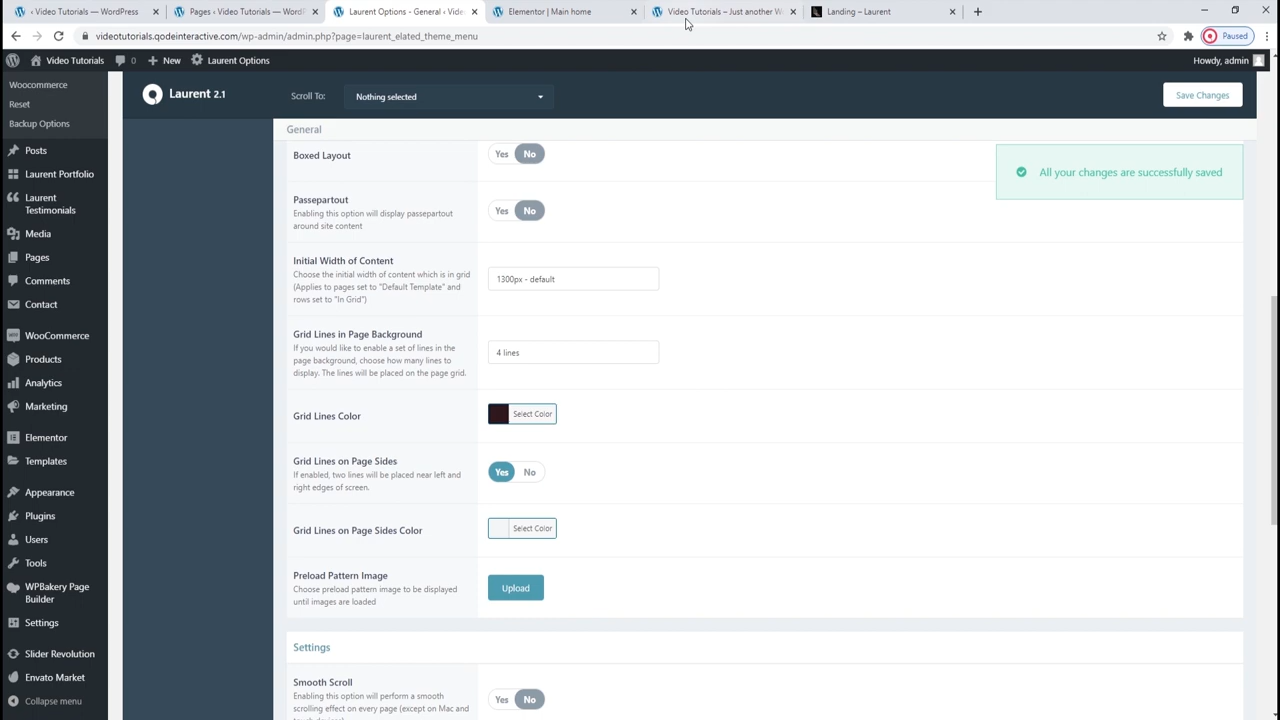 ‹ Video Tutorials — WordPress
Pages ‹ Video Tutorials — WordP
Laurent Options - General ‹ Vide
Elementor | Main home
Video Tutorials – Just another W
Landing – Laurent
videotutorials.qodeinteractive.com/wp-admin/admin.php?page=laurent_elated_theme_menu
Paused
Video Tutorials
0
New
Laurent Options
Howdy, admin
Woocommerce
Reset
Backup Options
Posts
Laurent Portfolio
Laurent
Testimonials
Media
Pages
Comments
Contact
WooCommerce
Products
Analytics
Marketing
Elementor
Templates
Appearance
Plugins
Users
Tools
WPBakery Page
Builder
Settings
Slider Revolution
Envato Market
Collapse menu
Laurent 2.1
Scroll To:
Nothing selected
Save Changes
General
All your changes are successfully saved
Boxed Layout
Yes No
Passepartout
Enabling this option will display passepartout
around site content
Yes No
Initial Width of Content
Choose the initial width of content which is in grid
(Applies to pages set to "Default Template" and
rows set to "In Grid")
1300px - default
Grid Lines in Page Background
If you would like to enable a set of lines in the
page background, choose how many lines to
display. The lines will be placed on the page grid.
4 lines
Grid Lines Color
Select Color
Grid Lines on Page Sides
If enabled, two lines will be placed near left and
right edges of screen.
Yes No
Grid Lines on Page Sides Color
Select Color
Preload Pattern Image
Choose preload pattern image to be displayed
until images are loaded
Upload
Settings
Smooth Scroll
Enabling this option will perform a smooth
scrolling effect on every page (except on Mac and
Yes No